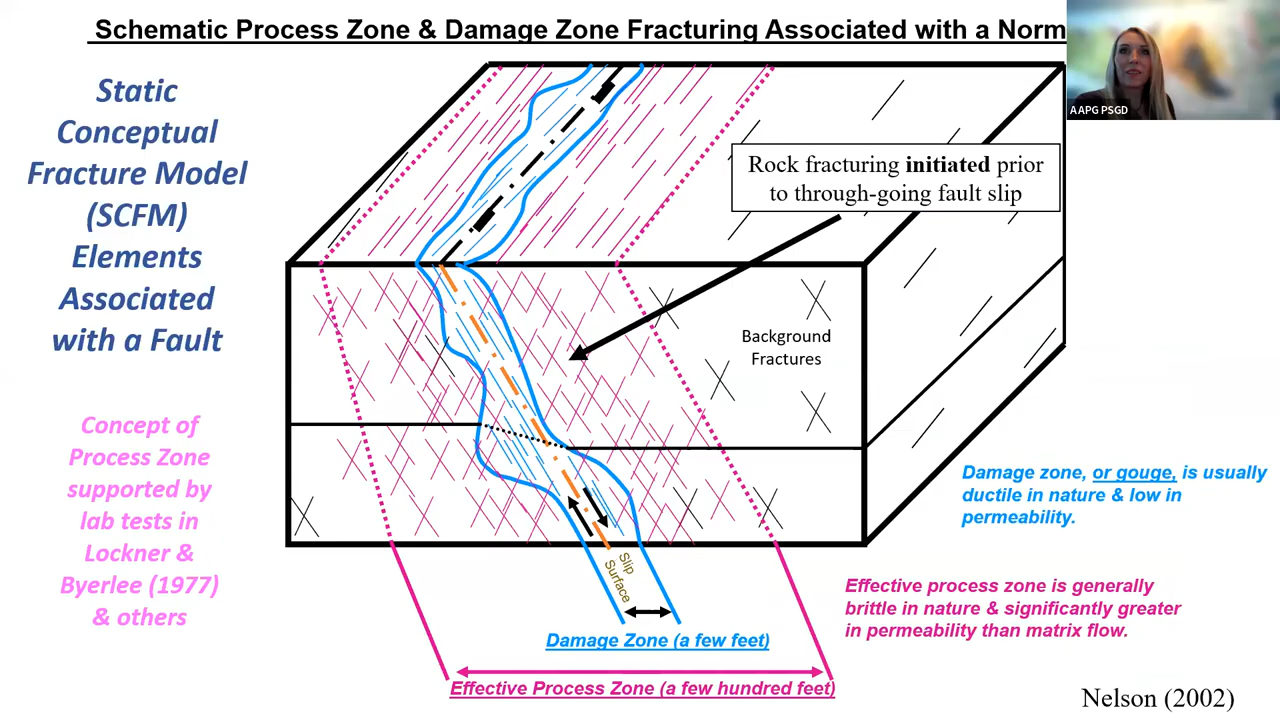 Schematic Process Zone & Damage Zone Fracturing Associated with a Norm
AAPG PSGD
Static
Conceptual
Fracture Model
(SCFM)
Elements
Associated
with a Fault
Rock fracturing initiated prior
to through-going fault slip
Background
Fractures
Concept of
Process Zone
supported by
lab tests in
Lockner &
Byerlee (1977)
& others
Damage zone, or gouge, is usually
ductile in nature & low in
permeability.
Slip
Surface
Effective process zone is generally
brittle in nature & significantly greater
in permeability than matrix flow.
Damage Zone (a few feet)
Effective Process Zone (a few hundred feet)
Nelson (2002)